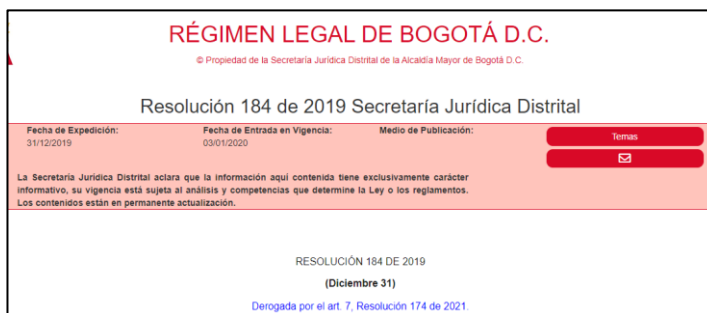 RÉGIMEN LEGAL DE BOGOTÁ D.C.
© Propiedad de la Secretaría Jurídica Distrital de la Alcaldía Mayor de Bogotá D.C.
Resolución 184 de 2019 Secretaría Jurídica Distrital
Fecha de Expedición: Fecha de Entrada en Vigencia: Medio de Publicación: Temas
31/12/2019 03/01/2020
La Secretaría Jurídica Distrital aclara que la información aquí contenida tiene exclusivamente carácter
informativo, su vigencia está sujeta al análisis y competencias que determine la Ley o los reglamentos.
Los contenidos están en permanente actualización.
RESOLUCIÓN 184 DE 2019
(Diciembre 31)
Derogada por el art. 7, Resolución 174 de 2021.